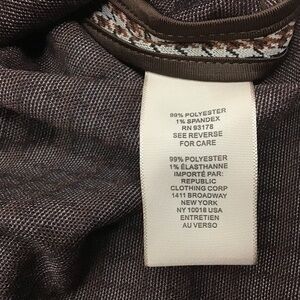 99% POLYESTER
1% SPANDEX
RN 93178
SEE REVERSE
FOR CARE
99% POLYESTER
1% ÉLASTHANNE
IMPORTÉ PAR:
REPUBLIC
CLOTHING CORP
1411 BROADWAY
NEW YORK
NY 10018 USA
ENTRETIEN
AU VERSO